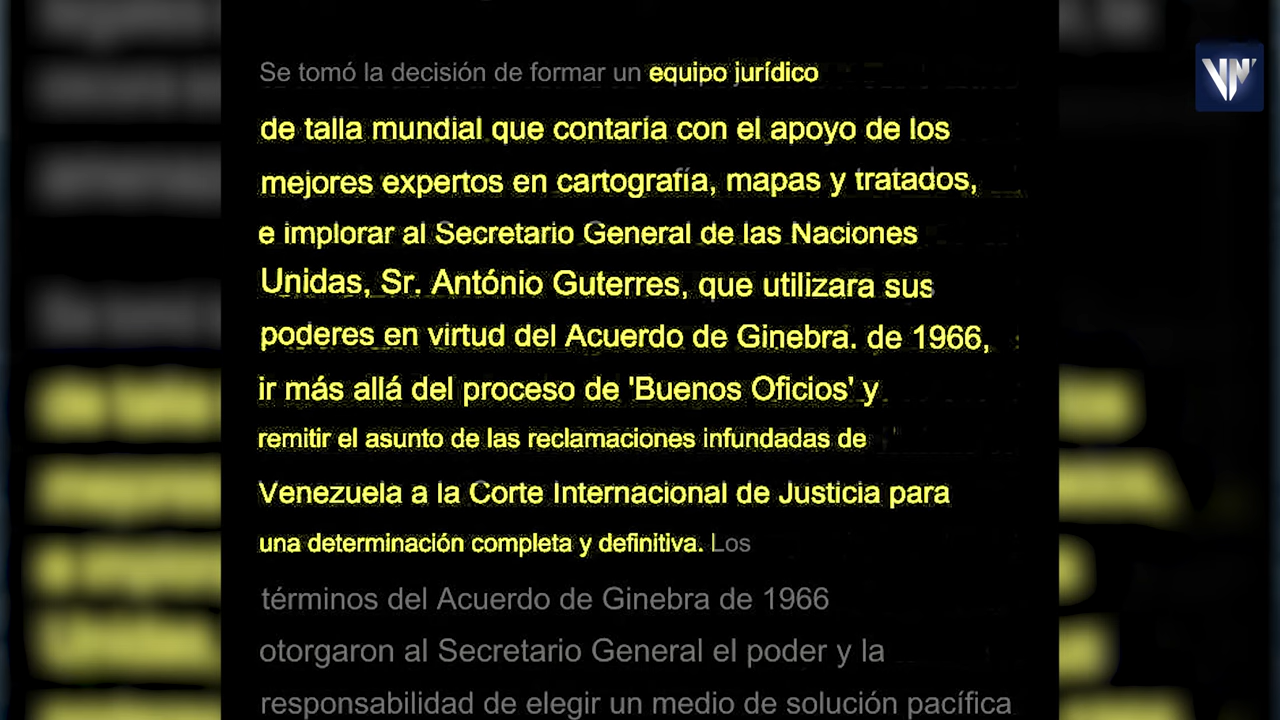 Se tomó la decisión de formar un equipo jurídico
de talla mundial que contaría con el apoyo de los
mejores expertos en cartografía, mapas y tratados,
e implorar al Secretario General de las Naciones
Unidas, Sr. António Guterres, que utilizara sus
poderes en virtud del Acuerdo de Ginebra. de 1966,
ir más allá del proceso de 'Buenos Oficios' y
remitir el asunto de las reclamaciones infundadas de
Venezuela a la Corte Internacional de Justicia para
una determinación completa y definitiva. Los
términos del Acuerdo de Ginebra de 1966
otorgaron al Secretario General el poder y la
responsabilidad de elegir un medio de solución pacífica
VN